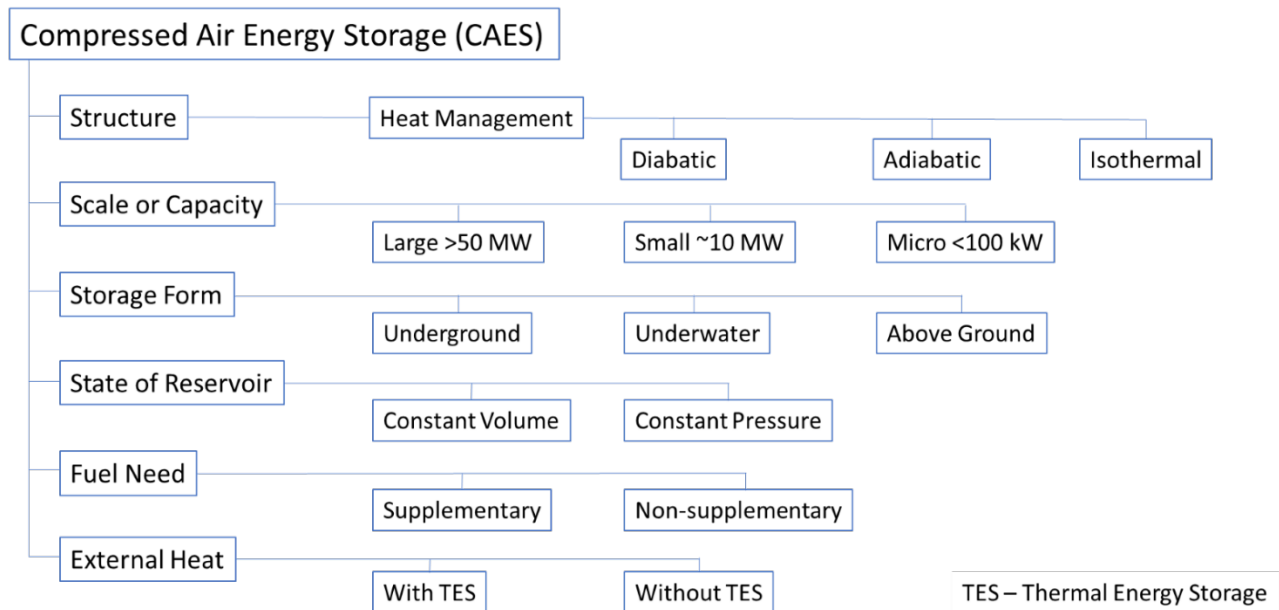 Compressed Air Energy Storage (CAES)
Structure
Heat Management
Diabatic
Adiabatic
Isothermal
Scale or Capacity
Large >50 MW
Small ~10 MW
Micro <100 kW
Storage Form
Underground
Underwater
Above Ground
State of Reservoir
Constant Volume
Constant Pressure
Fuel Need
Supplementary
Non-supplementary
External Heat
With TES
Without TES
TES – Thermal Energy Storage